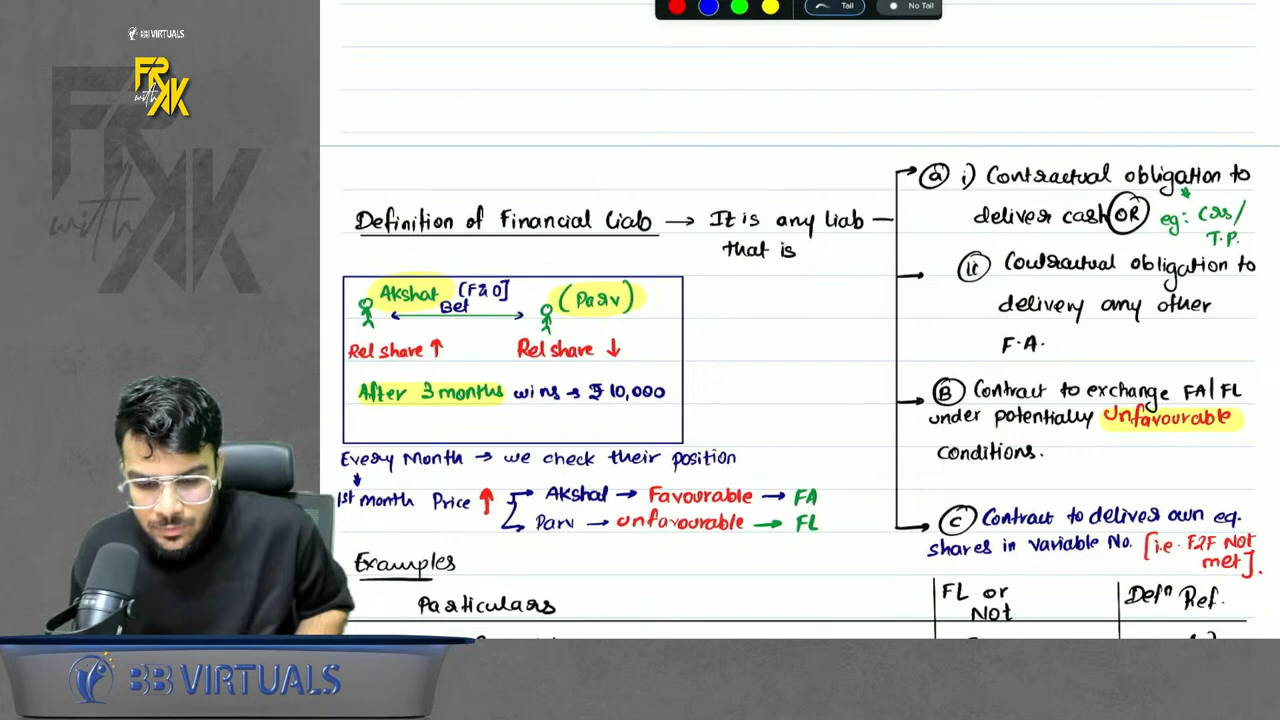 Tail
No Tail
BB VIRTUALS
FR
with
AK
FR
with
AK
Definition of Financial Liab → It is any liab
that is
(a) i) Contractual obligation to
deliver cash OR eg: Crs/
T.P.
(ii) Contractual obligation to
delivery any other
F.A.
(B) Contract to exchange FA/FL
under potentially Unfavourable
conditions.
(C) Contract to deliver own eq.
shares in variable No. [i.e. F2F Not
met].
Akshat [F&O] (Parv)
Bet
Rel share ↑ Rel share ↓
After 3 months wins → ₹ 10,000
Every Month → we check their position
1st month Price ↑ → Akshat → Favourable → FA
→ Parv → unfavourable → FL
Examples
Particulars
FL or
Not
Defn Ref.
BB VIRTUALS